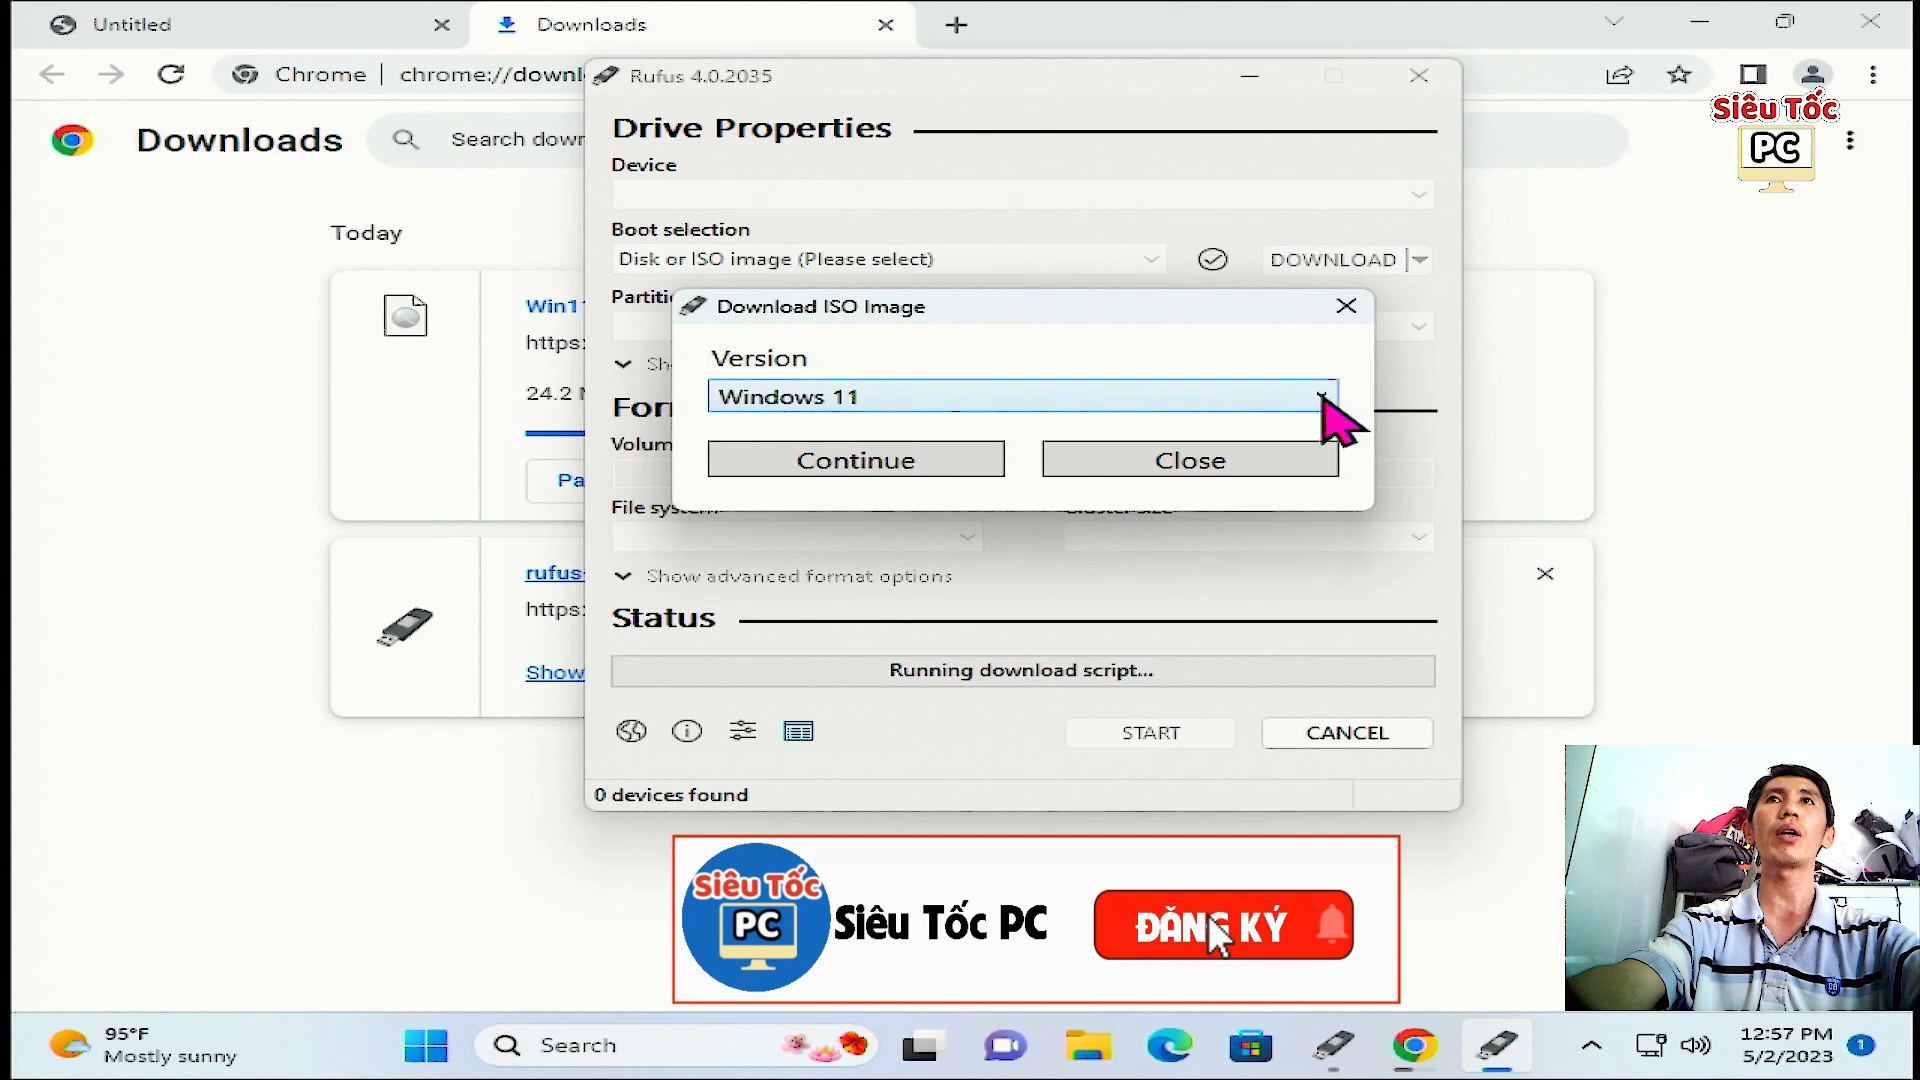 Untitled
Downloads
Chrome
chrome://downl
Rufus 4.0.2035
Siêu Tốc
PC
Downloads
Search down
Drive Properties
Device
Boot selection
Disk or ISO image (Please select)
DOWNLOAD
Today
Win11
https:
24.2
Pa
Partiti
Sh
For
Volum
File system
Download ISO Image
Version
Windows 11
Continue
Close
rufus
https:
Show
Show advanced format options
Status
Running download script...
START
CANCEL
0 devices found
Siêu Tốc
PC
Siêu Tốc PC
ĐĂNG KÝ
95°F
Mostly sunny
Search
12:57 PM
5/2/2023
1